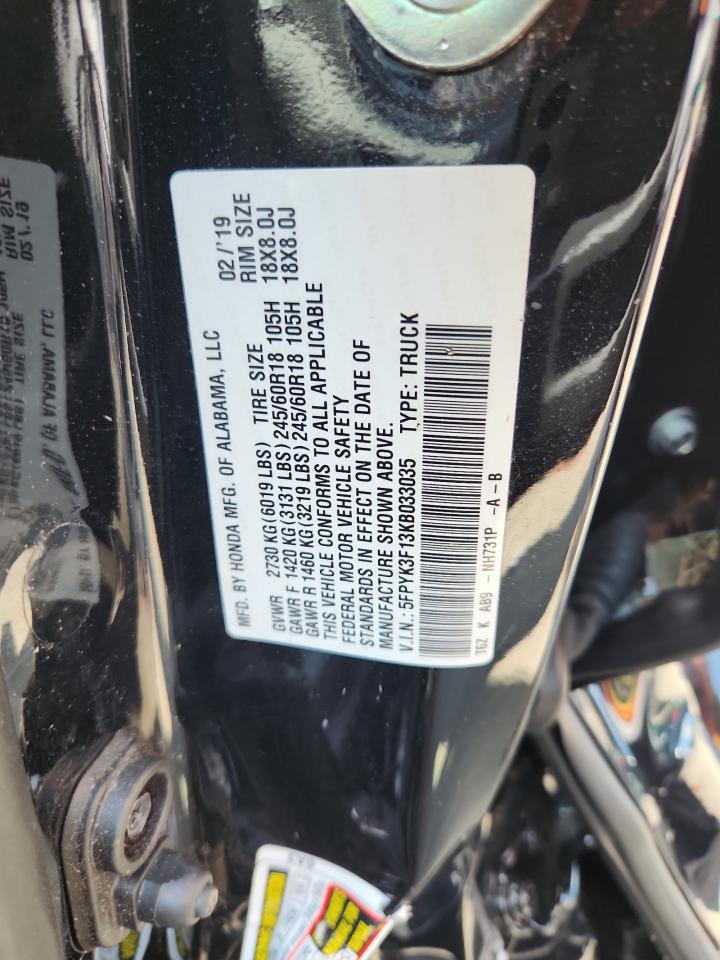 MFD. BY HONDA MFG. OF ALABAMA, LLC 02/'19
GVWR 2730 KG(6019 LBS) TIRE SIZE RIM SIZE
GAWR F 1420 KG(3131 LBS) 245/60R18 105H 18X8.0J
GAWR R 1460 KG(3219 LBS) 245/60R18 105H 18X8.0J
THIS VEHICLE CONFORMS TO ALL APPLICABLE
FEDERAL MOTOR VEHICLE SAFETY
STANDARDS IN EFFECT ON THE DATE OF
MANUFACTURE SHOWN ABOVE.
V.I.N.: 5FPYK3F13KB033035 TYPE: TRUCK
T6Z K AB9 - NH731P -A -B